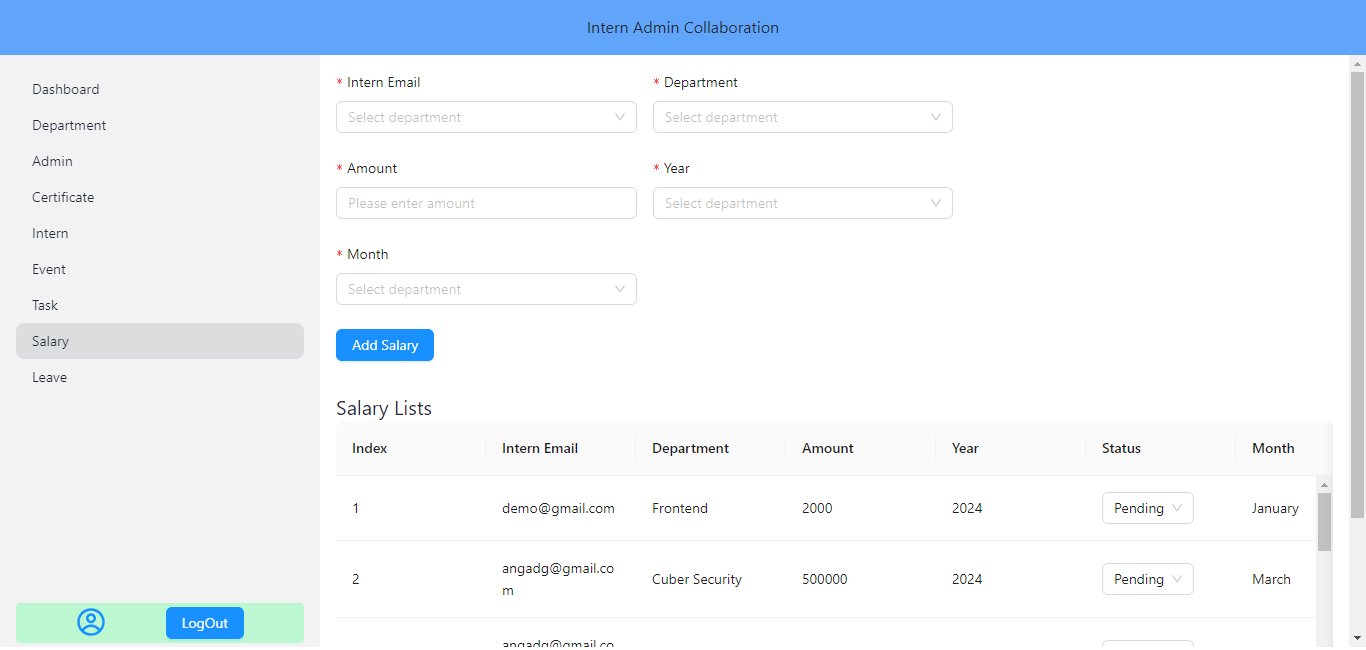 Intern Admin Collaboration
Dashboard
Department
Admin
Certificate
Intern
Event
Task
Salary
Leave
LogOut
* Intern Email
* Department
Select department
Select department
* Amount
* Year
Please enter amount
Select department
* Month
Select department
Add Salary
Salary Lists
Index Intern Email Department Amount Year Status Month
1 demo@gmail.com Frontend 2000 2024 Pending January
2 angadg@gmail.co
m Cuber Security 500000 2024 Pending March
angadg@gmail.co